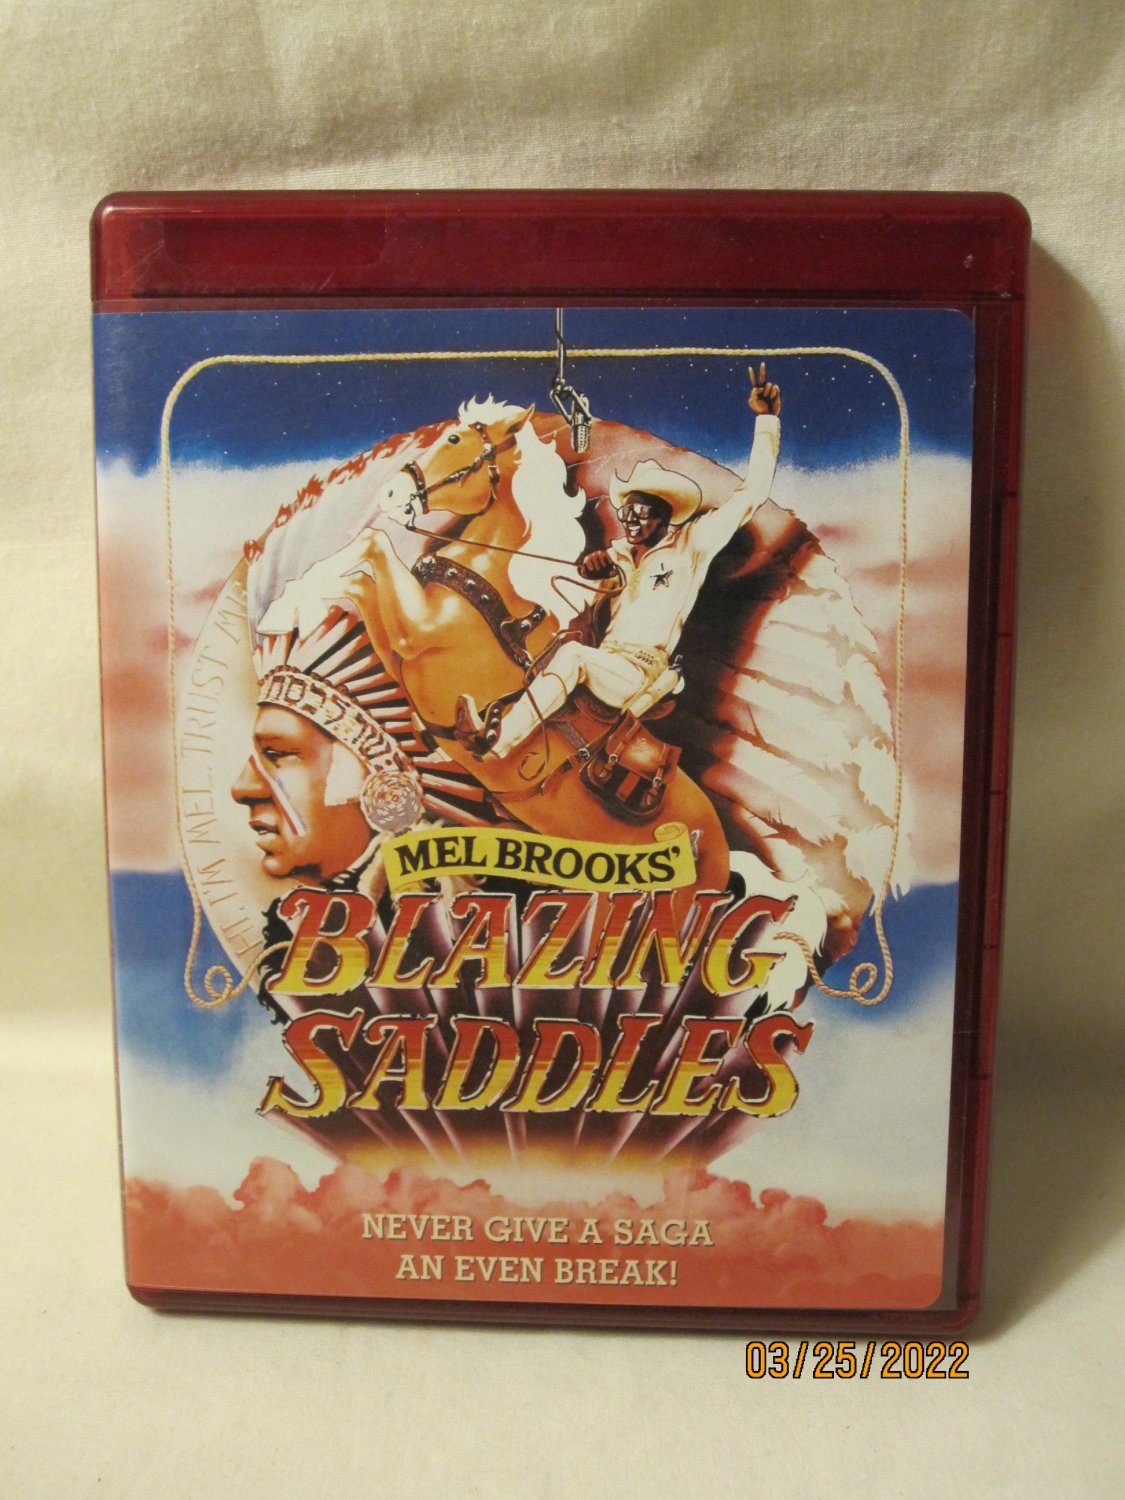 HI, I'M MEL, TRUST ME
MEL BROOKS'
BLAZING
SADDLES
NEVER GIVE A SAGA
AN EVEN BREAK!
03/25/2022